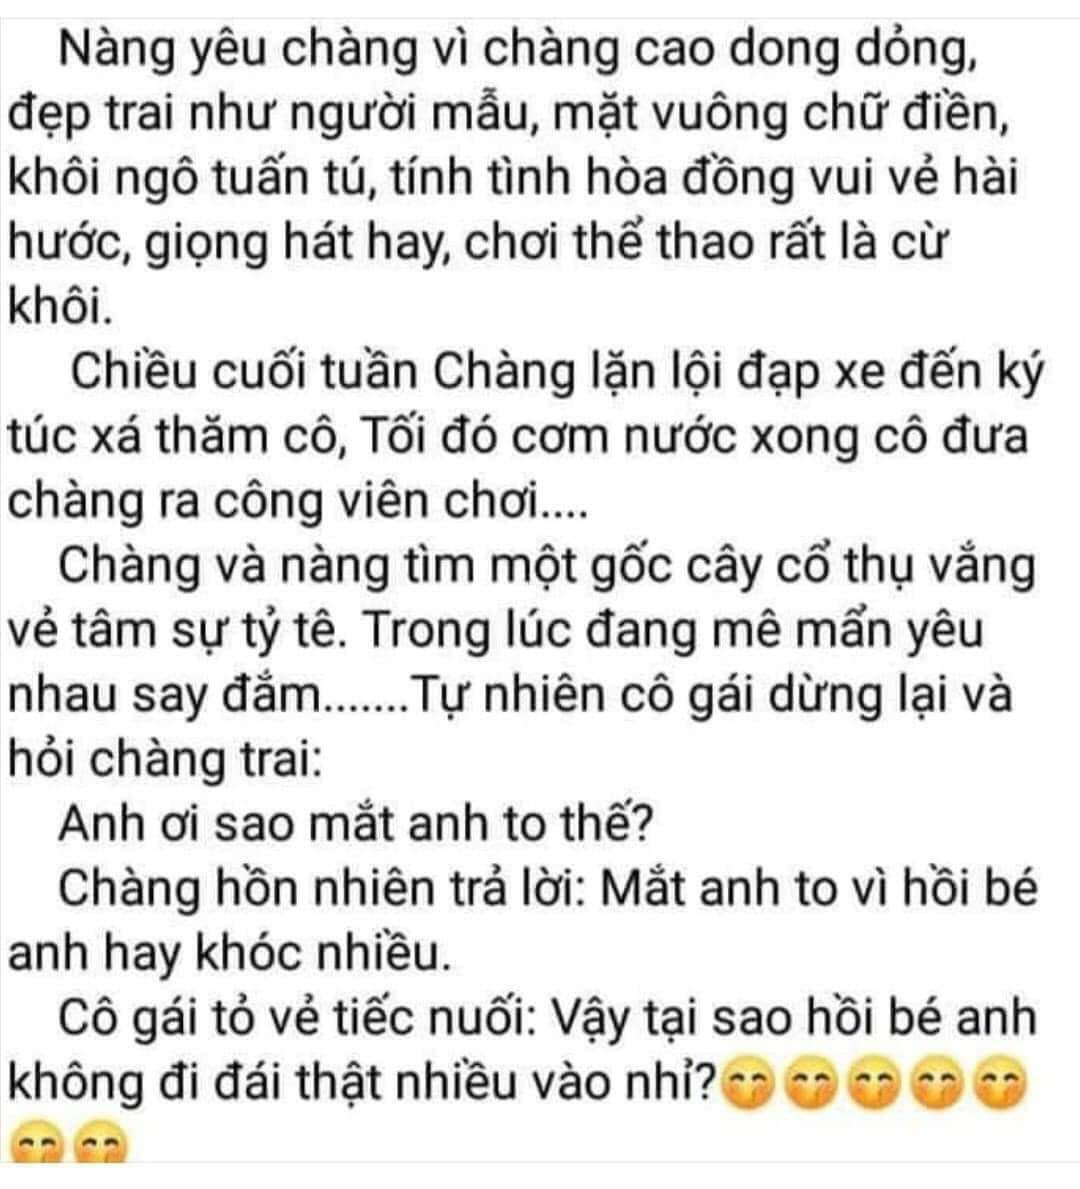 Nàng yêu chàng vì chàng cao dong dỏng,
đẹp trai như người mẫu, mặt vuông chữ điền,
khôi ngô tuấn tú, tính tình hòa đồng vui vẻ hài
hước, giọng hát hay, chơi thể thao rất là cừ
khôi.
Chiều cuối tuần Chàng lặn lội đạp xe đến ký
túc xá thăm cô, Tối đó cơm nước xong cô đưa
chàng ra công viên chơi....
Chàng và nàng tìm một gốc cây cổ thụ vắng
vẻ tâm sự tỷ tê. Trong lúc đang mê mẩn yêu
nhau say đắm.......Tự nhiên cô gái dừng lại và
hỏi chàng trai:
Anh ơi sao mắt anh to thế?
Chàng hồn nhiên trả lời: Mắt anh to vì hồi bé
anh hay khóc nhiều.
Cô gái tỏ vẻ tiếc nuối: Vậy tại sao hồi bé anh
không đi đái thật nhiều vào nhỉ?🤭🤭🤭🤭🤭
🤭🤭